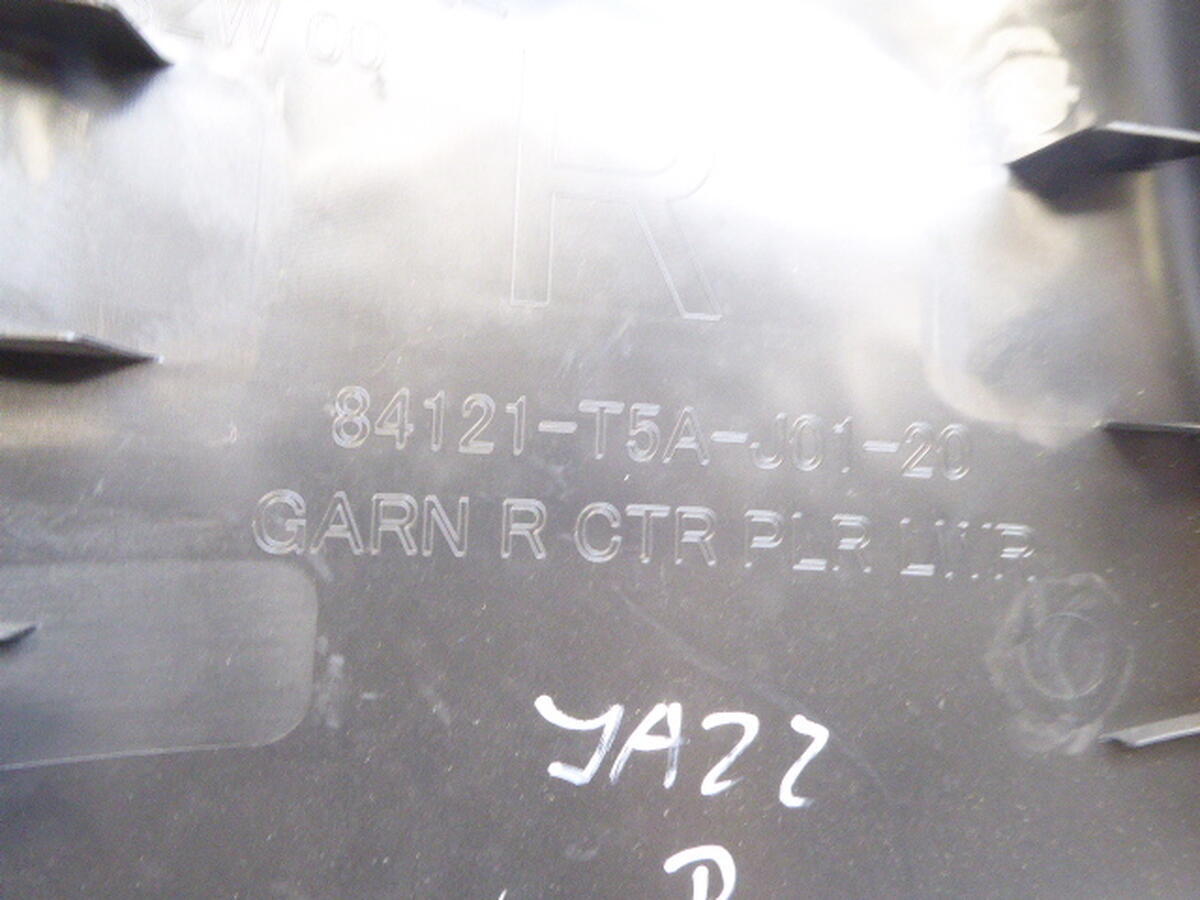 R
84121-T5A-J01-20
GARN R CTR PLR LWR
JAZZ